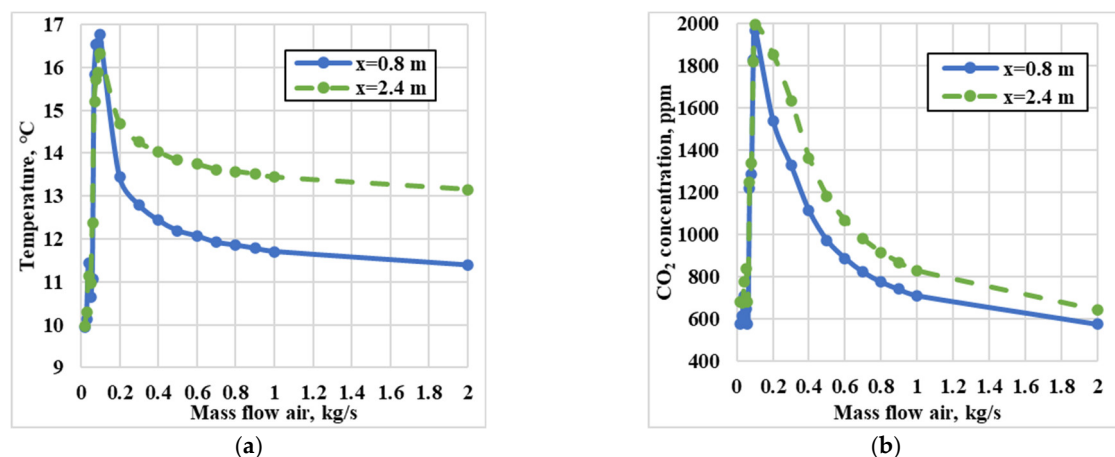 17
16
15
14
13
12
11
10
9
Temperature, °C
x=0.8 m
x=2.4 m
0 0.2 0.4 0.6 0.8 1 1.2 1.4 1.6 1.8 2
Mass flow air, kg/s
(a)
2000
1800
1600
1400
1200
1000
800
600
400
CO₂ concentration, ppm
x=0.8 m
x=2.4 m
0 0.2 0.4 0.6 0.8 1 1.2 1.4 1.6 1.8 2
Mass flow air, kg/s
(b)